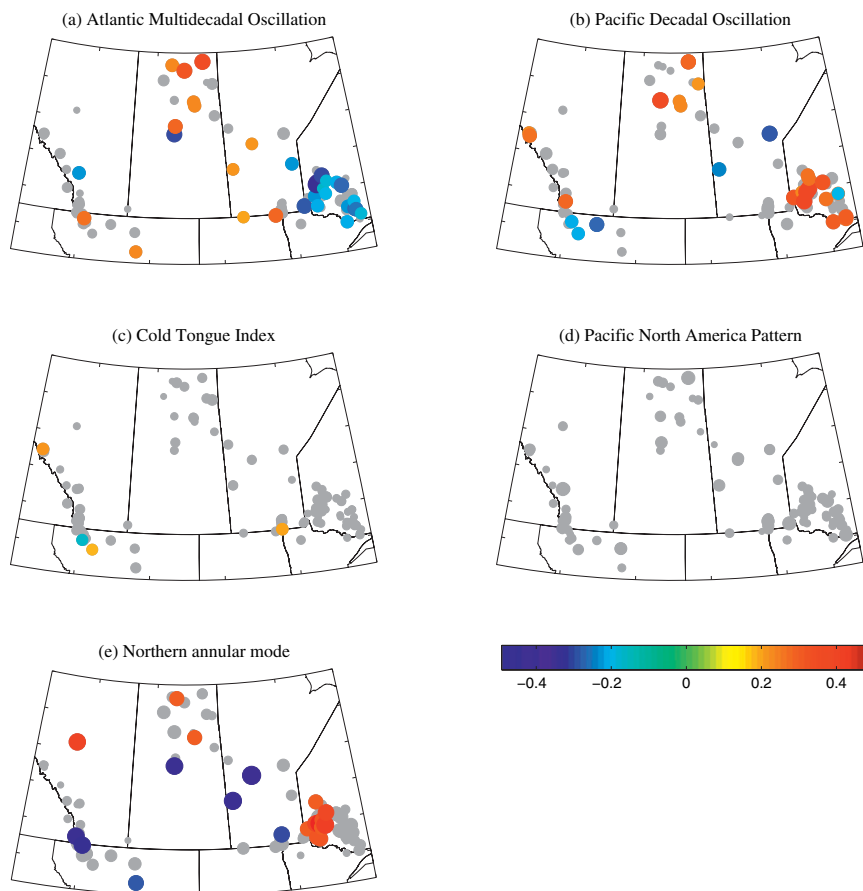 (a) Atlantic Multidecadal Oscillation
(b) Pacific Decadal Oscillation
(c) Cold Tongue Index
(d) Pacific North America Pattern
(e) Northern annular mode
−0.4 −0.2 0 0.2 0.4